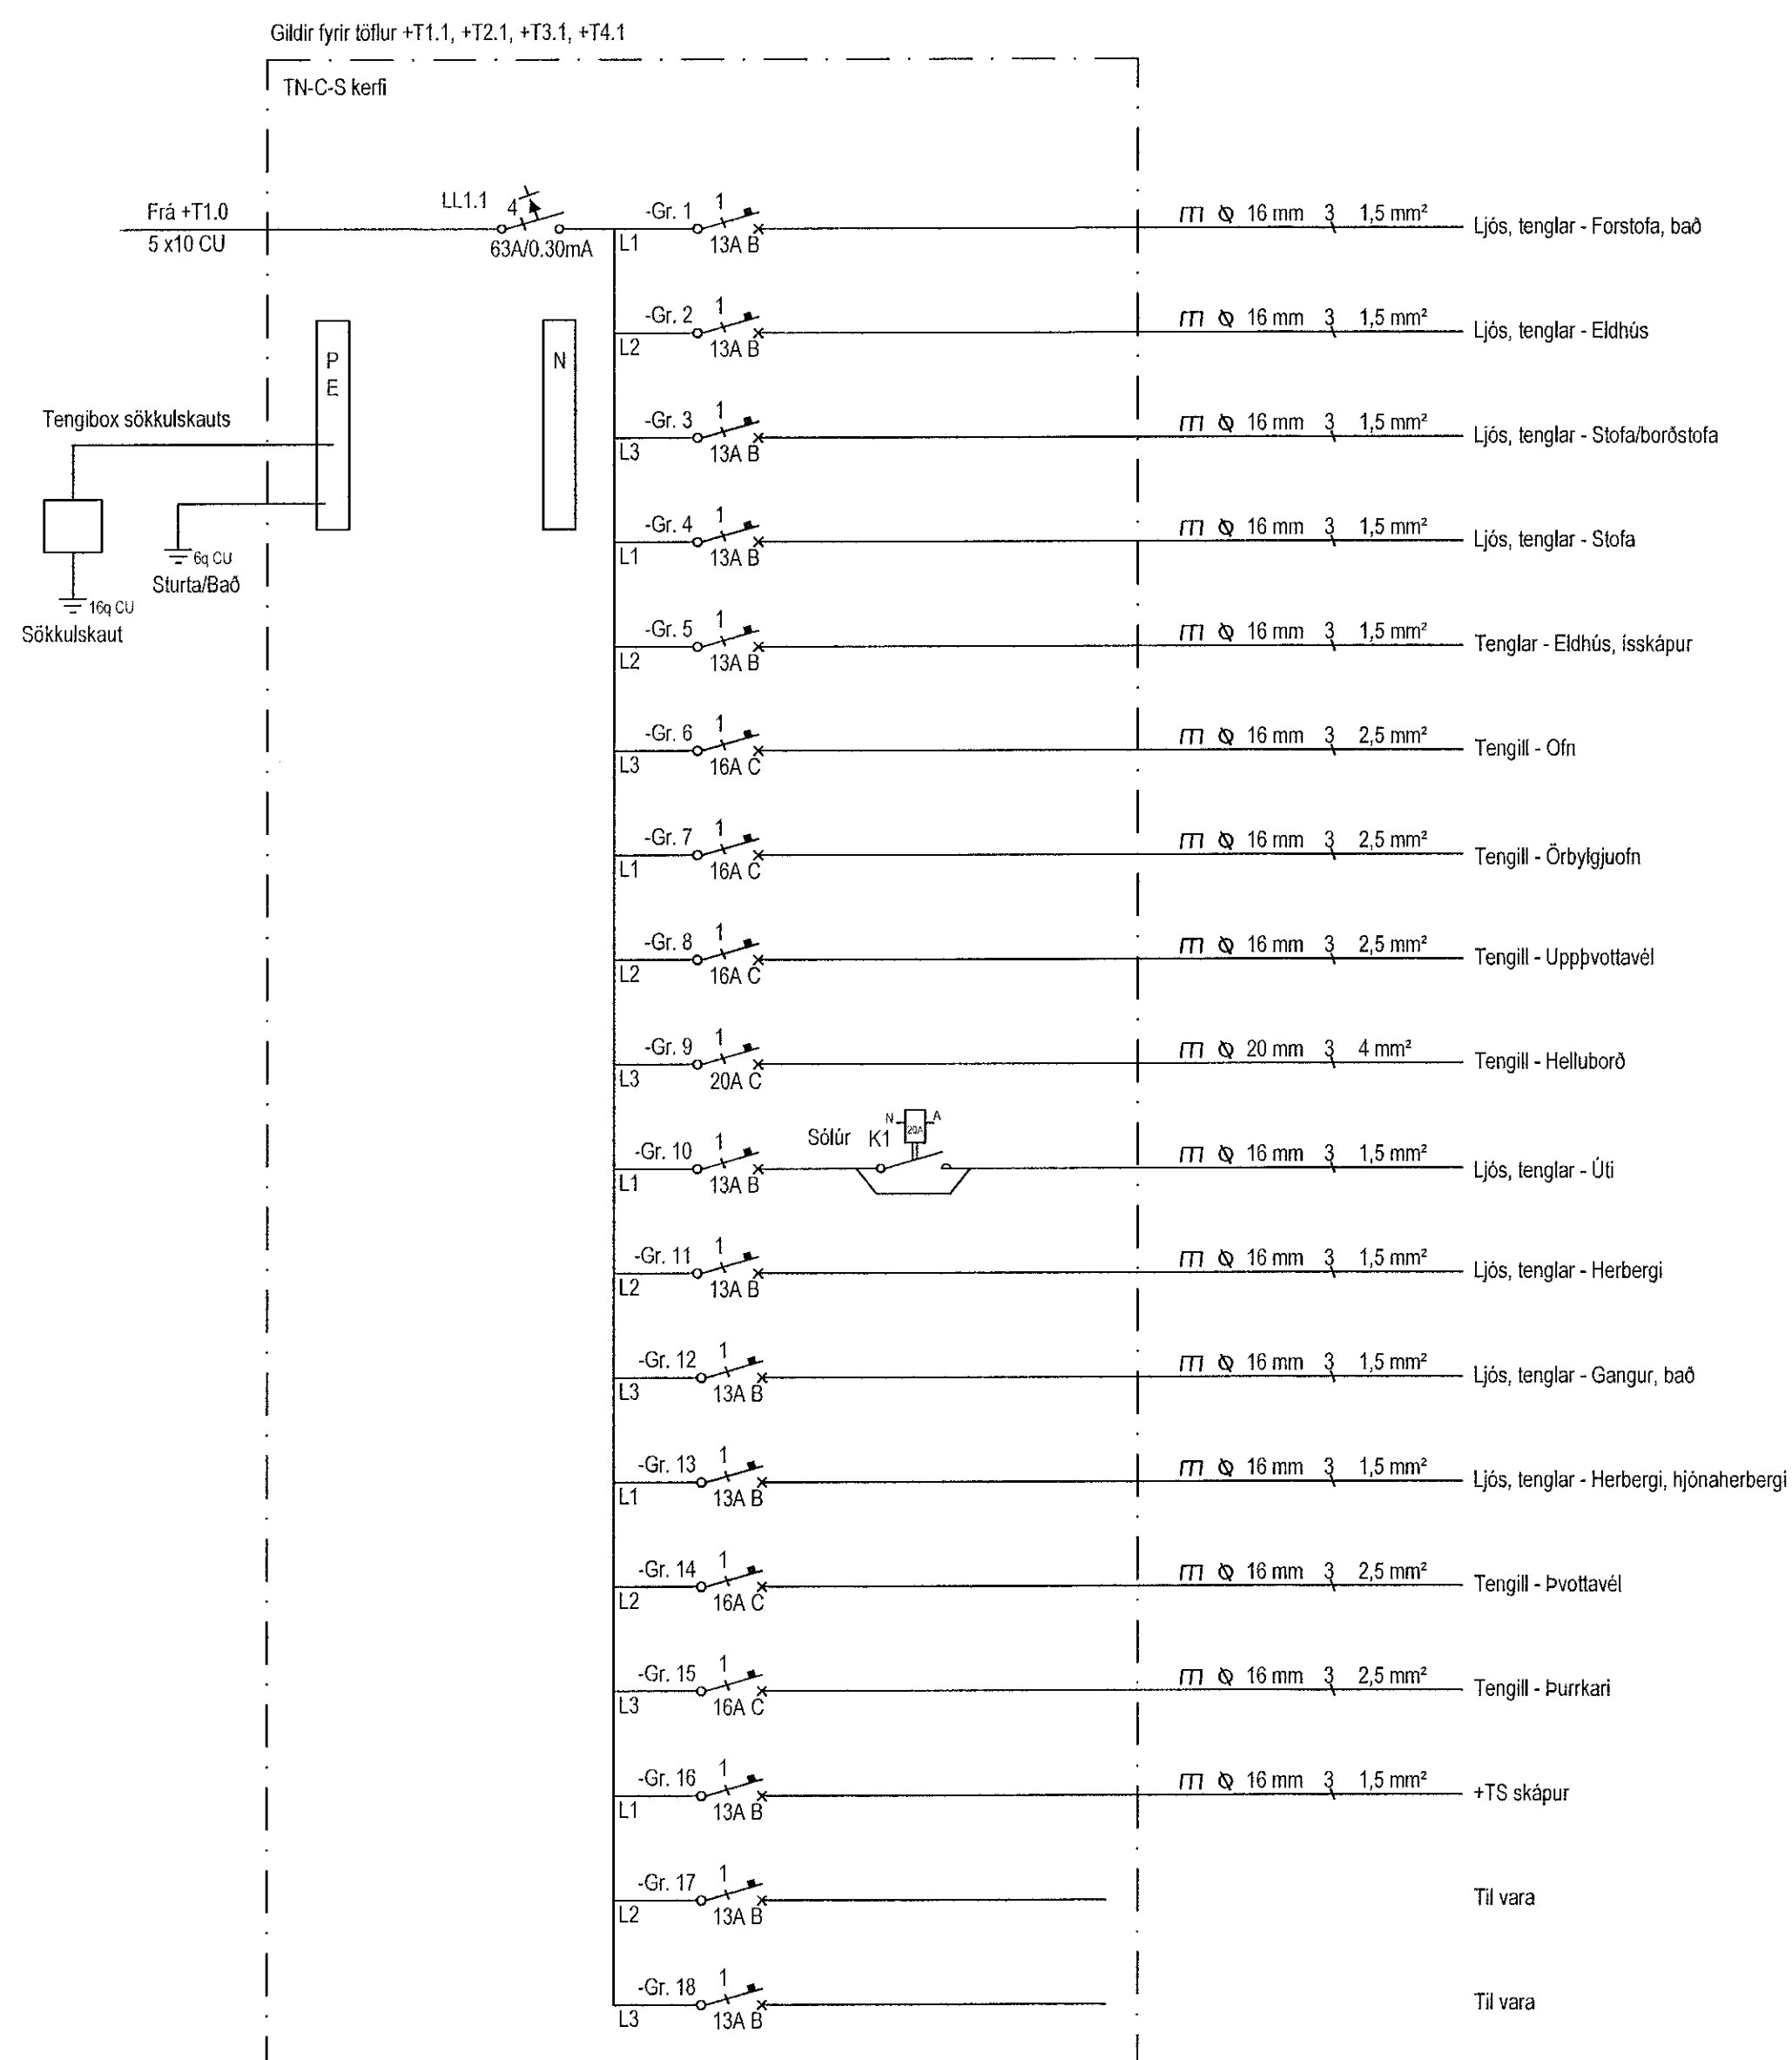 Gildir fyrir töflur +T1.1, +T2.1, +T3.1, +T4.1
TN-C-S kerfi
Frá +T1.0
5 x10 CU
LL1.1
4
63A/0.30mA
PE
N
Tengibox sökkulskauts
6q CU
Sturta/Bað
16q CU
Sökkulskaut
-Gr. 1 1 L1 13A B 16 mm 3 1,5 mm² Ljós, tenglar - Forstofa, bað
-Gr. 2 1 L2 13A B 16 mm 3 1,5 mm² Ljós, tenglar - Eldhús
-Gr. 3 1 L3 13A B 16 mm 3 1,5 mm² Ljós, tenglar - Stofa/borðstofa
-Gr. 4 1 L1 13A B 16 mm 3 1,5 mm² Ljós, tenglar - Stofa
-Gr. 5 1 L2 13A B 16 mm 3 1,5 mm² Tenglar - Eldhús, ísskápur
-Gr. 6 1 L3 16A C 16 mm 3 2,5 mm² Tengill - Ofn
-Gr. 7 1 L1 16A C 16 mm 3 2,5 mm² Tengill - Örbylgjuofn
-Gr. 8 1 L2 16A C 16 mm 3 2,5 mm² Tengill - Uppþvottavél
-Gr. 9 1 L3 20A C 20 mm 3 4 mm² Tengill - Helluborð
Sólúr K1 N 20A A
-Gr. 10 1 L1 13A B 16 mm 3 1,5 mm² Ljós, tenglar - Úti
-Gr. 11 1 L2 13A B 16 mm 3 1,5 mm² Ljós, tenglar - Herbergi
-Gr. 12 1 L3 13A B 16 mm 3 1,5 mm² Ljós, tenglar - Gangur, bað
-Gr. 13 1 L1 13A B 16 mm 3 1,5 mm² Ljós, tenglar - Herbergi, hjónaherbergi
-Gr. 14 1 L2 16A C 16 mm 3 2,5 mm² Tengill - Þvottavél
-Gr. 15 1 L3 16A C 16 mm 3 2,5 mm² Tengill - Þurrkari
-Gr. 16 1 L1 13A B 16 mm 3 1,5 mm² +TS skápur
-Gr. 17 1 L2 13A B Til vara
-Gr. 18 1 L3 13A B Til vara